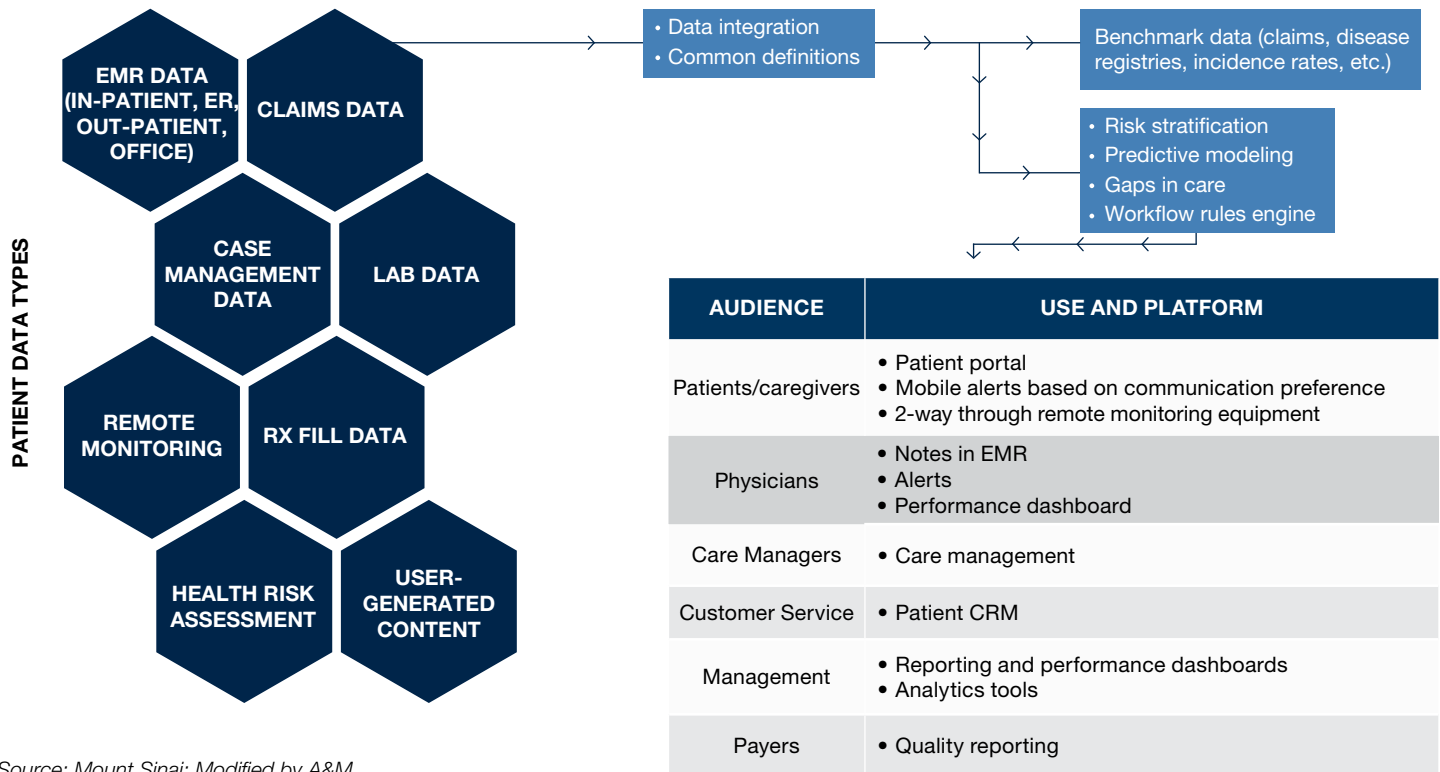 PATIENT DATA TYPES
EMR DATA
(IN-PATIENT, ER,
OUT-PATIENT,
OFFICE)
CLAIMS DATA
CASE
MANAGEMENT
DATA
LAB DATA
REMOTE
MONITORING
RX FILL DATA
HEALTH RISK
ASSESSMENT
USER-
GENERATED
CONTENT
• Data integration
• Common definitions
Benchmark data (claims, disease
registries, incidence rates, etc.)
• Risk stratification
• Predictive modeling
• Gaps in care
• Workflow rules engine
AUDIENCE
USE AND PLATFORM
Patients/caregivers
• Patient portal
• Mobile alerts based on communication preference
• 2-way through remote monitoring equipment
Physicians
• Notes in EMR
• Alerts
• Performance dashboard
Care Managers
• Care management
Customer Service
• Patient CRM
Management
• Reporting and performance dashboards
• Analytics tools
Payers
• Quality reporting
Source: Mount Sinai; Modified by A&M